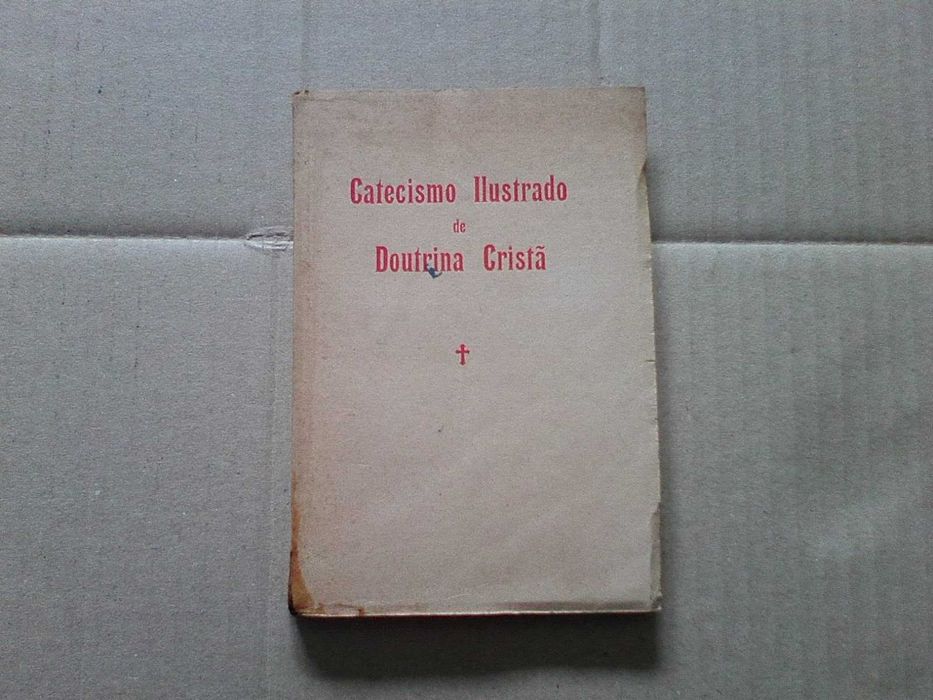 Catecismo Ilustrado
de
Doutrina Cristã